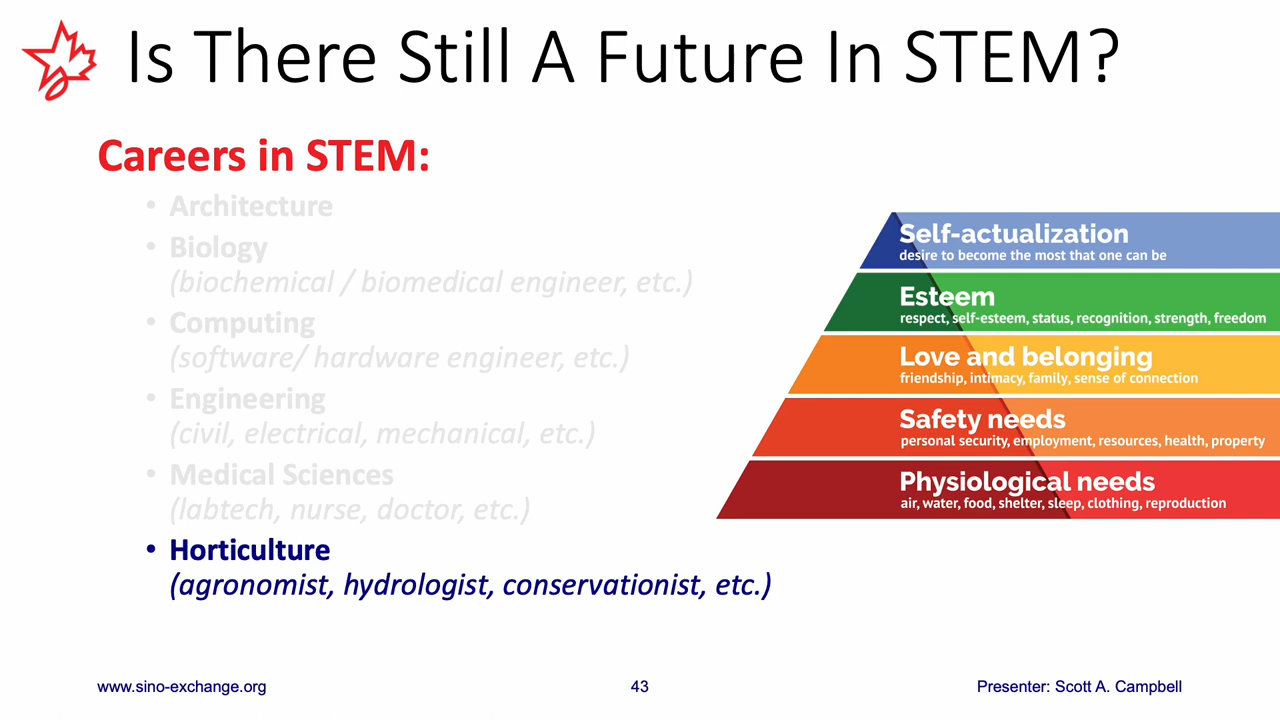 Is There Still A Future In STEM?
Careers in STEM:
• Architecture
• Biology
(biochemical / biomedical engineer, etc.)
• Computing
(software/ hardware engineer, etc.)
• Engineering
(civil, electrical, mechanical, etc.)
• Medical Sciences
(labtech, nurse, doctor, etc.)
• Horticulture
(agronomist, hydrologist, conservationist, etc.)
Self-actualization
desire to become the most that one can be
Esteem
respect, self-esteem, status, recognition, strength, freedom
Love and belonging
friendship, intimacy, family, sense of connection
Safety needs
personal security, employment, resources, health, property
Physiological needs
air, water, food, shelter, sleep, clothing, reproduction
www.sino-exchange.org
43
Presenter: Scott A. Campbell